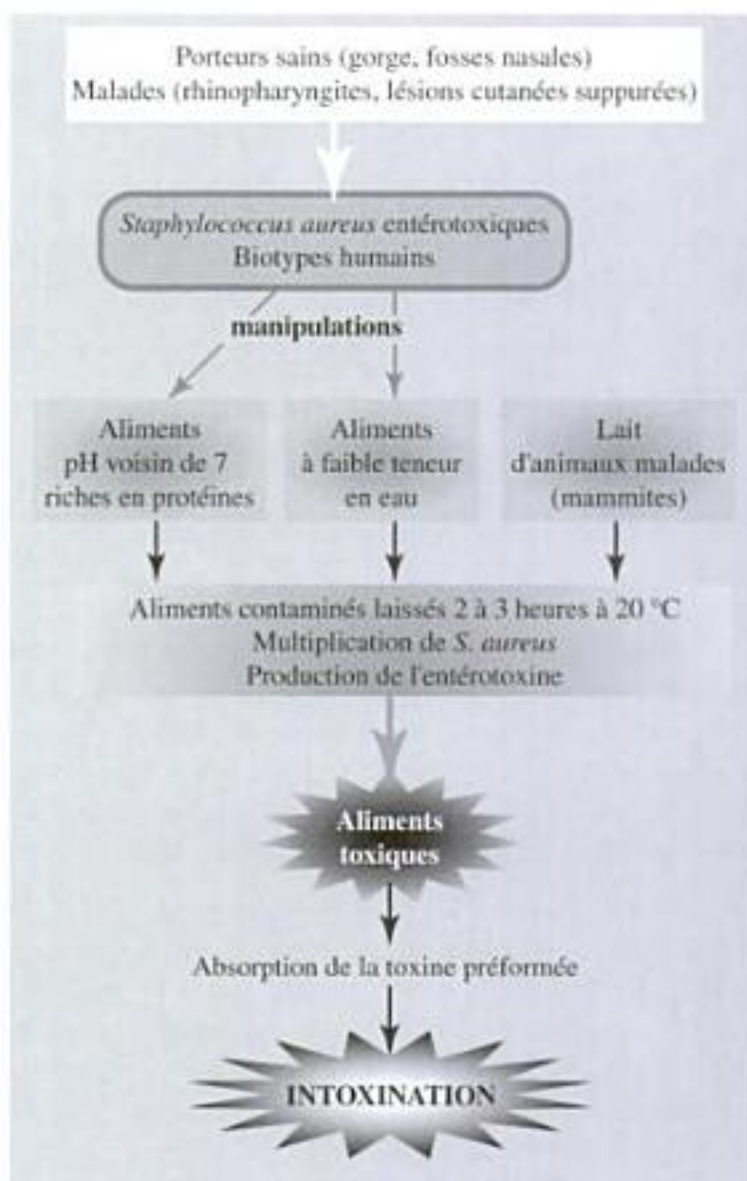 Porteurs sains (gorge, fosses nasales)
Malades (rhinopharyngites, lésions cutanées suppurées)
Staphylococcus aureus entérotoxiques
Biotypes humains
manipulations
Aliments
pH voisin de 7
riches en protéines
Aliments
à faible teneur
en eau
Lait
d'animaux malades
(mammites)
Aliments contaminés laissés 2 à 3 heures à 20 °C
Multiplication de S. aureus
Production de l'entérotoxine
Aliments
toxiques
Absorption de la toxine préformée
INTOXINATION